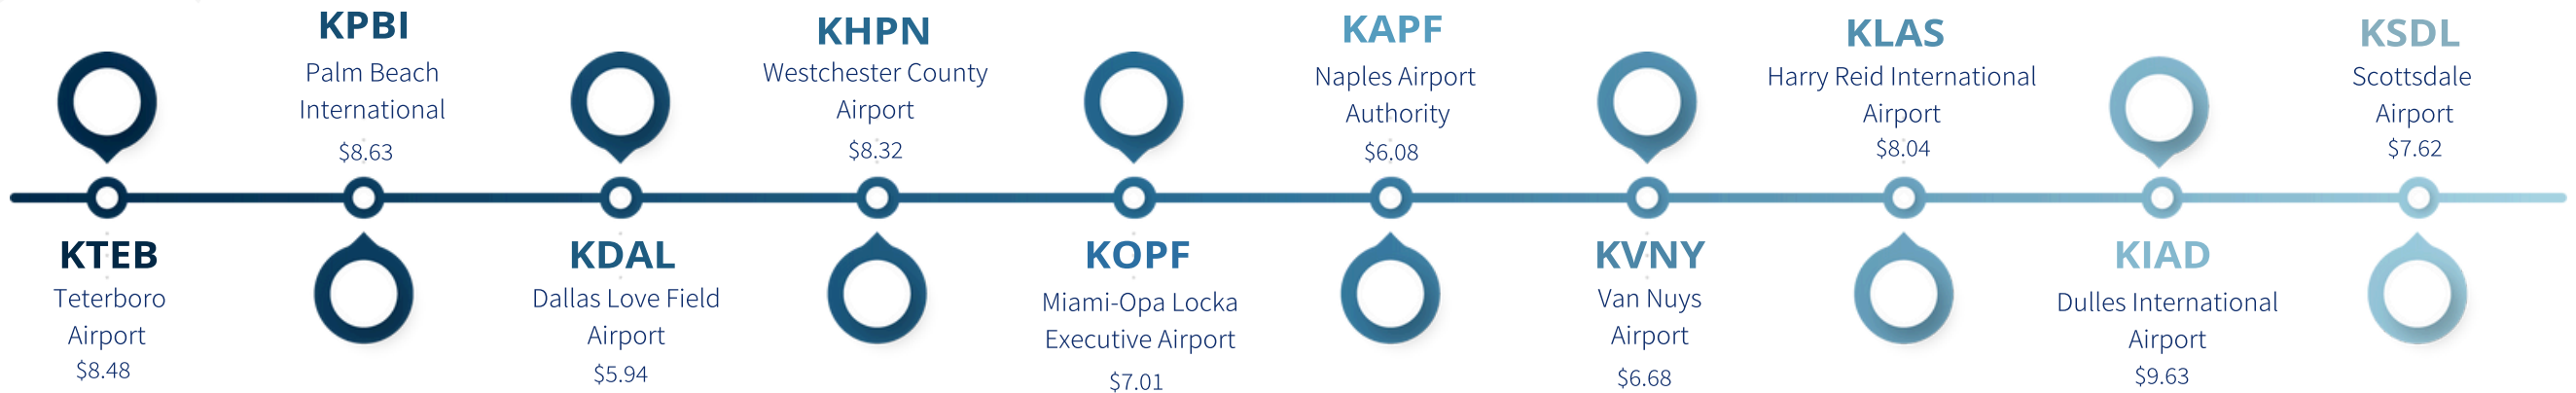 KTEB
Teterboro
Airport
$8.48
KPBI
Palm Beach
International
$8.63
KDAL
Dallas Love Field
Airport
$5.94
KHPN
Westchester County
Airport
$8.32
KOPF
Miami-Opa Locka
Executive Airport
$7.01
KAPF
Naples Airport
Authority
$6.08
KVNY
Van Nuys
Airport
$6.68
KLAS
Harry Reid International
Airport
$8.04
KIAD
Dulles International
Airport
$9.63
KSDL
Scottsdale
Airport
$7.62